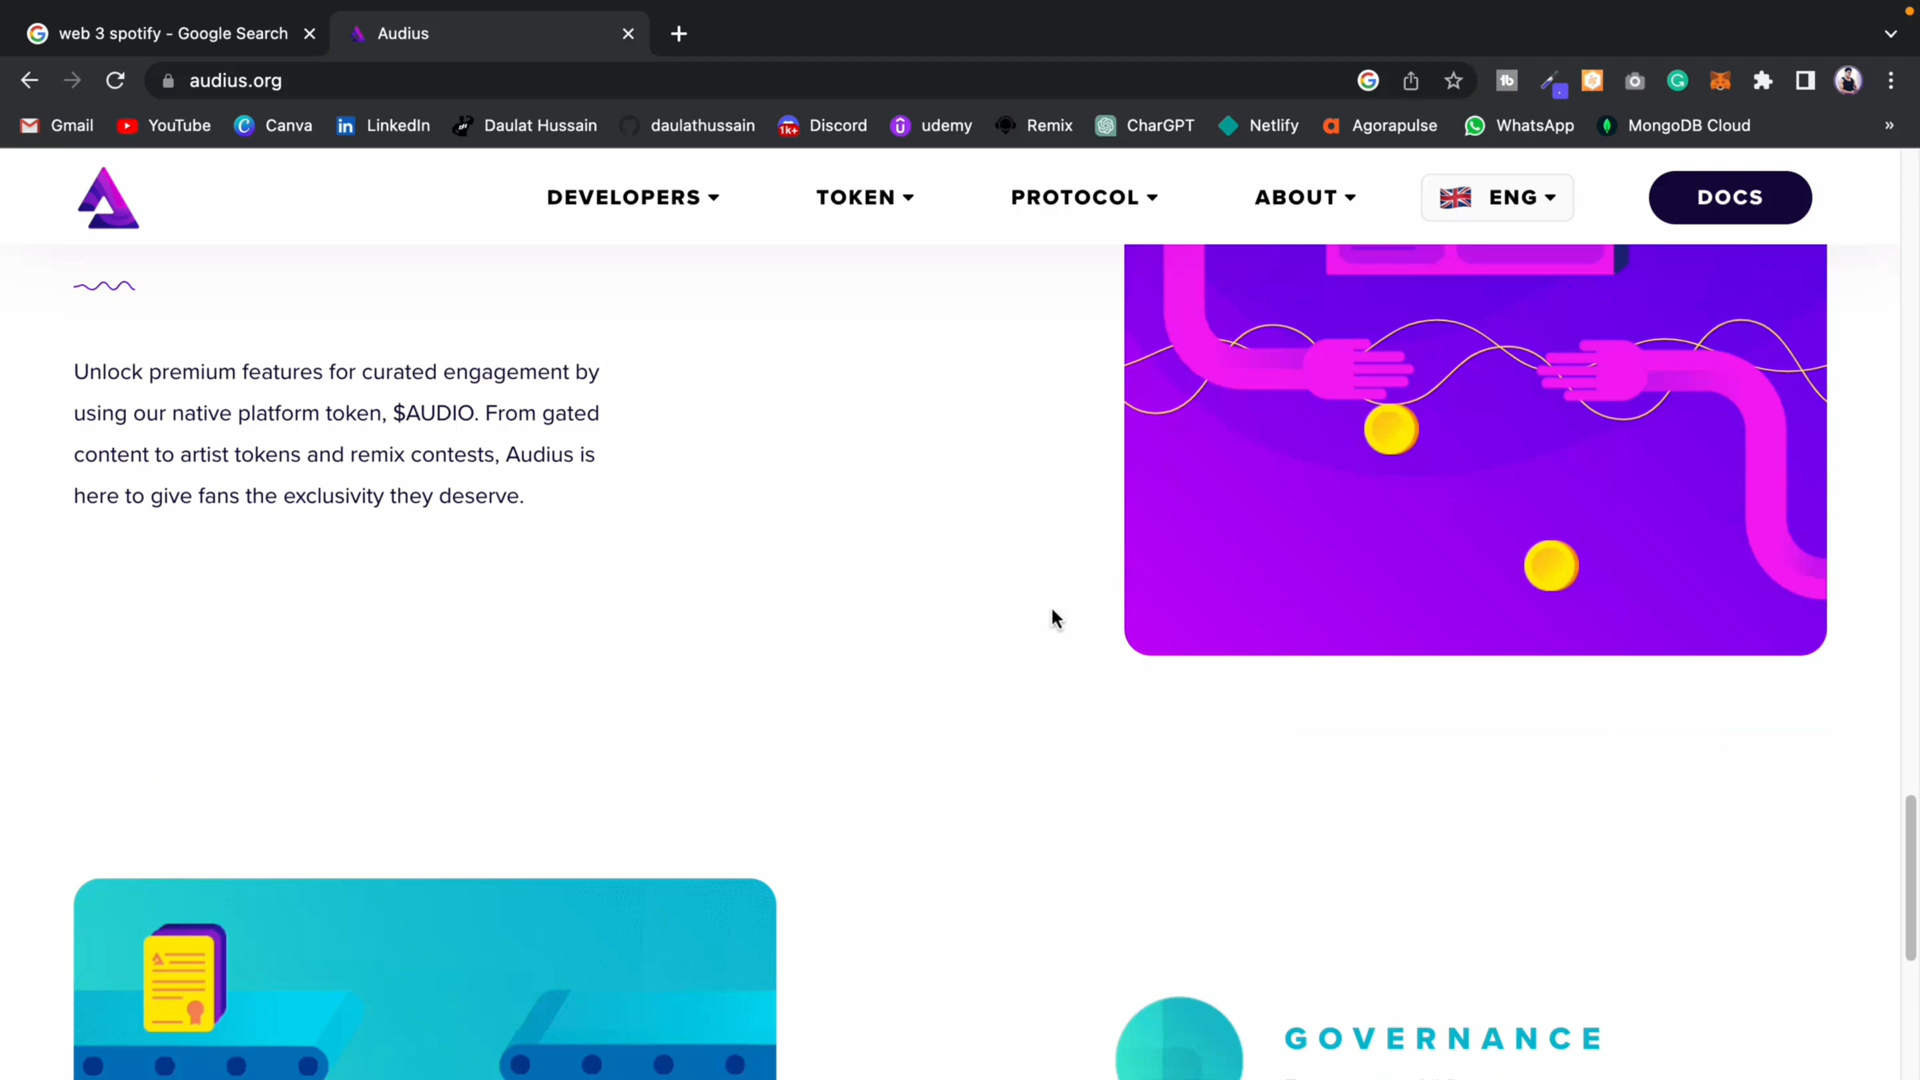 web 3 spotify - Google Search
Audius
audius.org
Gmail
YouTube
Canva
LinkedIn
Daulat Hussain
daulathussain
Discord
udemy
Remix
CharGPT
Netlify
Agorapulse
WhatsApp
MongoDB Cloud
»
DEVELOPERS
TOKEN
PROTOCOL
ABOUT
ENG
DOCS
Unlock premium features for curated engagement by
using our native platform token, $AUDIO. From gated
content to artist tokens and remix contests, Audius is
here to give fans the exclusivity they deserve.
GOVERNANCE